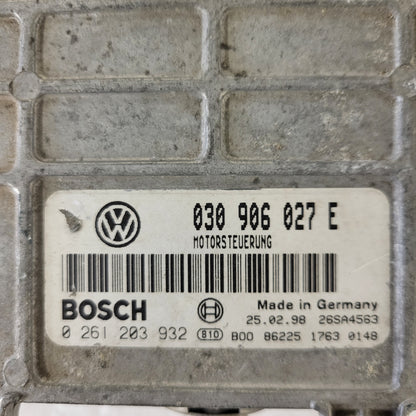 030 906 027 E
MOTORSTEUERUNG
BOSCH
Made in Germany
25.02.98 26SA4563
0 261 203 932 810 B00 86225 1763 0148